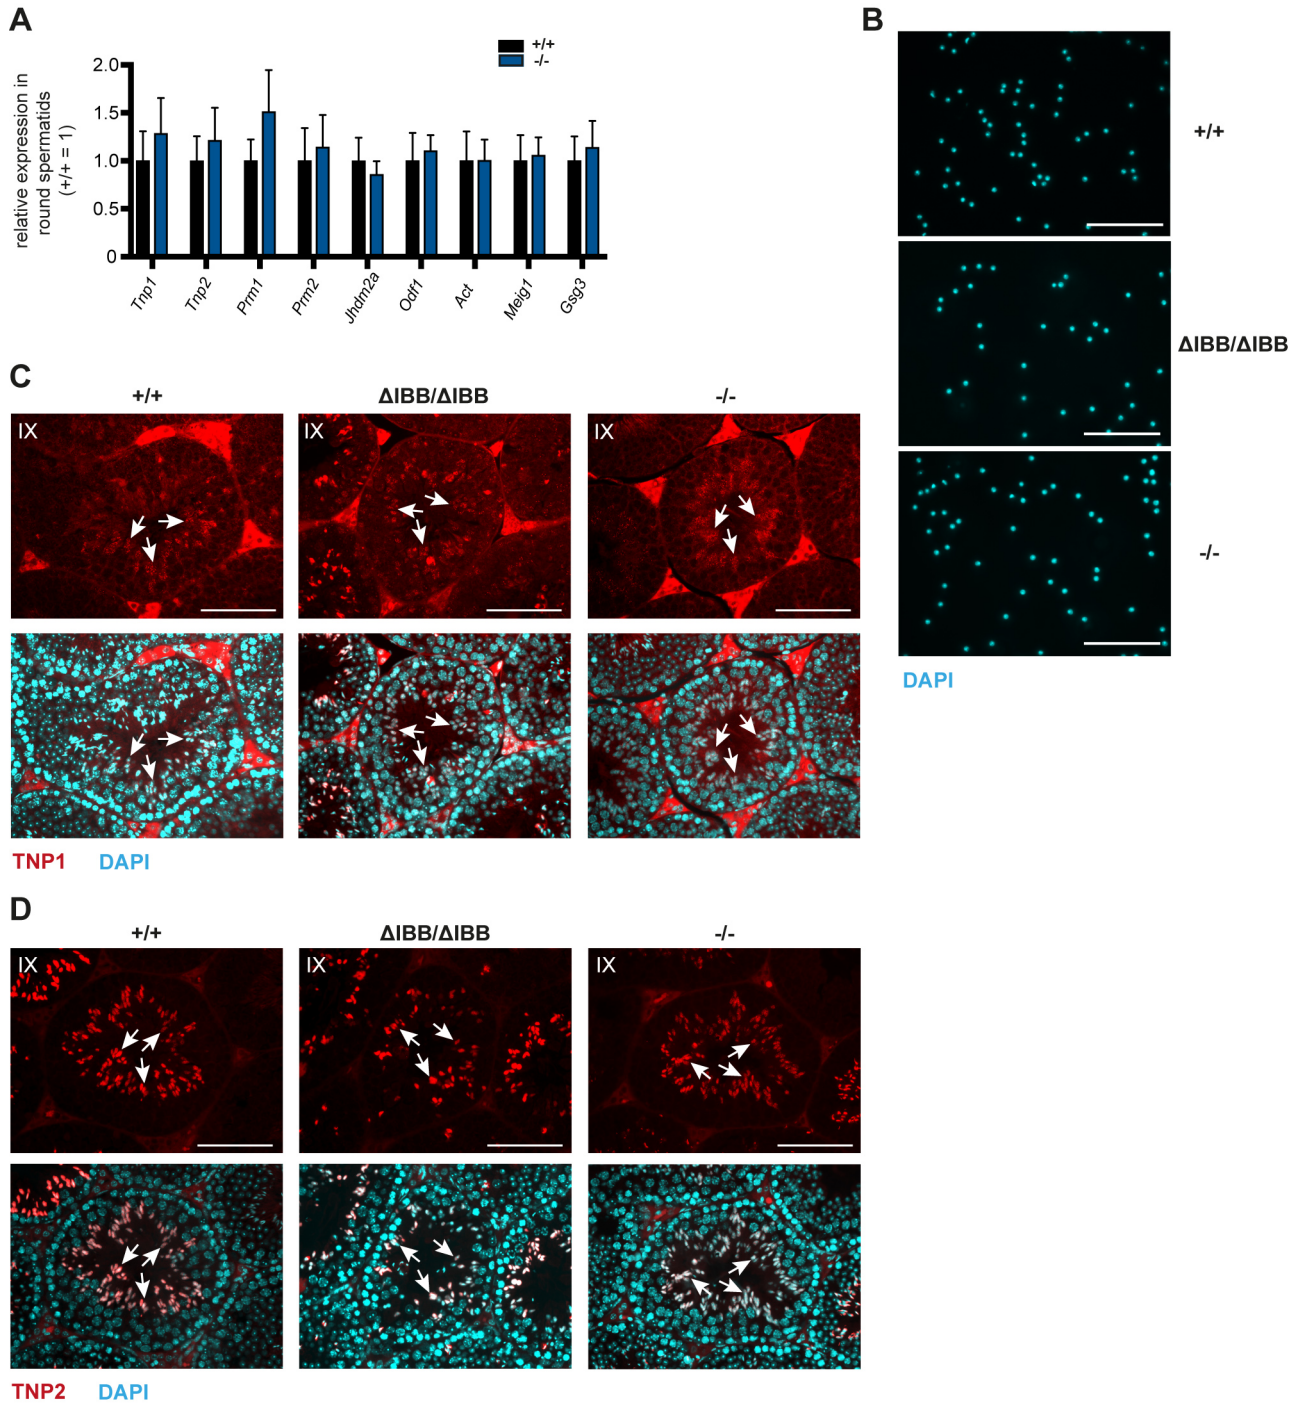 A
+/+
-/-
relative expression in
round spermatids
(+/+ = 1)
2.0
1.5
1.0
0.5
0
Tnp1
Tnp2
Prm1
Prm2
Jhdm2a
Odf1
Act
Meig1
Gsg3
B
+/+
ΔIBB/ΔIBB
-/-
DAPI
C
+/+
ΔIBB/ΔIBB
-/-
IX
IX
IX
TNP1
DAPI
D
+/+
ΔIBB/ΔIBB
-/-
IX
IX
IX
TNP2
DAPI